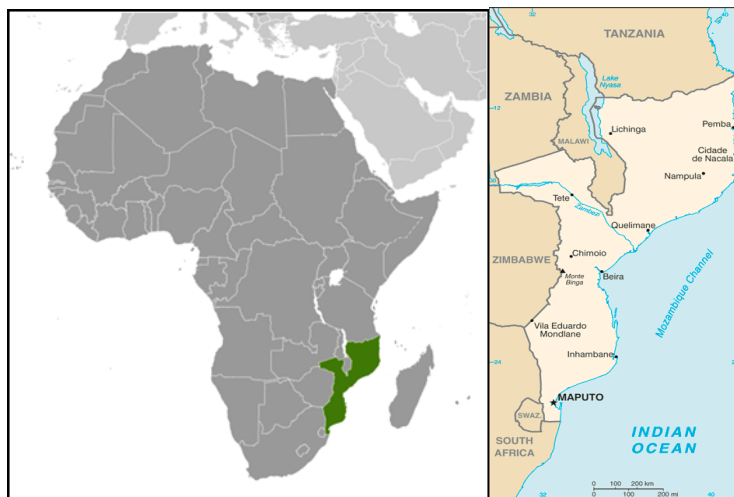 32
40
TANZANIA
Lake
Nyasa
ZAMBIA
12
Lichinga
Pemba
MALAWI
Cidade
de Nacala
Nampula
Tete
Zambezi
Quelimane
ZIMBABWE
Chimoio
Monte
Binga
Beira
Mozambique Channel
Vila Eduardo
Mondlane
Inhambane
24
MAPUTO
SWAZ.
SOUTH
AFRICA
INDIAN
OCEAN
0 100 200 km
0 100 200 mi
32
40